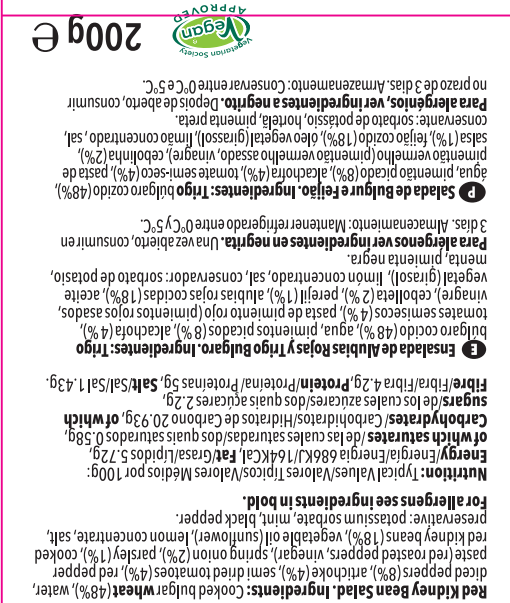 Red Kidney Bean Salad. Ingredients: Cooked bulgar wheat (48%), water,
diced peppers (8%), artichoke (4%), semi dried tomatoes (4%), red pepper
paste (red roasted peppers, vinegar), spring onion (2%), parsley (1%), cooked
red kidney beans (18%), vegetable oil (sunflower), lemon concentrate, salt,
preservative: potassium sorbate, mint, black pepper.
For allergens see ingredients in bold.
Nutrition: Typical Values/Valores Típicos/Valores Médios por 100g:
Energy/Energía/Energia 686KJ/164KCal, Fat/Grasa/Lípidos 5.72g,
of which saturates /de las cuales saturadas/dos quais saturados 0.58g,
Carbohydrates/ Carbohidratos/Hidratos de Carbono 20.93g, of which
sugars/de los cuales azúcares/dos quais açúcares 2.2g,
Fibre/Fibra/Fibra 4.2g, Protein/Proteína/ Proteínas 5g, Salt/Sal/Sal 1.43g.
E Ensalada de Alubias Rojas y Trigo Bulgaro. Ingredientes: Trigo
búlgaro cocido (48 %), agua, pimientos picados (8 %), alcachofa (4 %),
tomates semisecos (4 %), pasta de pimiento rojo (pimientos rojos asados,
vinagre), cebolleta (2 %), perejil (1 %), alubias rojas cocidas (18%), aceite
vegetal (girasol), limón concentrado, sal, conservador: sorbato de potasio,
menta, pimienta negra.
Para alergenos ver ingredientes en negrita. Una vez abierto, consumir en
3 días. Almacenamiento: Mantener refrigerado entre 0°C y 5°C.
P Salada de Bulgur e Feijão. Ingredientes: Trigo búlgaro cozido (48%),
água, pimentão picado (8%), alachofra (4%), tomate semi-seco (4%), pasta de
pimentão vermelho (pimentão vermelho assado, vinagre), cebolinha (2%),
salsa (1%), feijão cozido (18%), óleo vegetal (girassol), limão concentrado , sal,
conservante: sorbato de potássio, hortelã, pimenta preta.
Para alergénios, ver ingredientes a negrito. Depois de aberto, consumir
no prazo de 3 dias. Armazenamento: Conservar entre 0°C e 5°C.
200g e
Vegetarian Society
Vegan
APPROVED